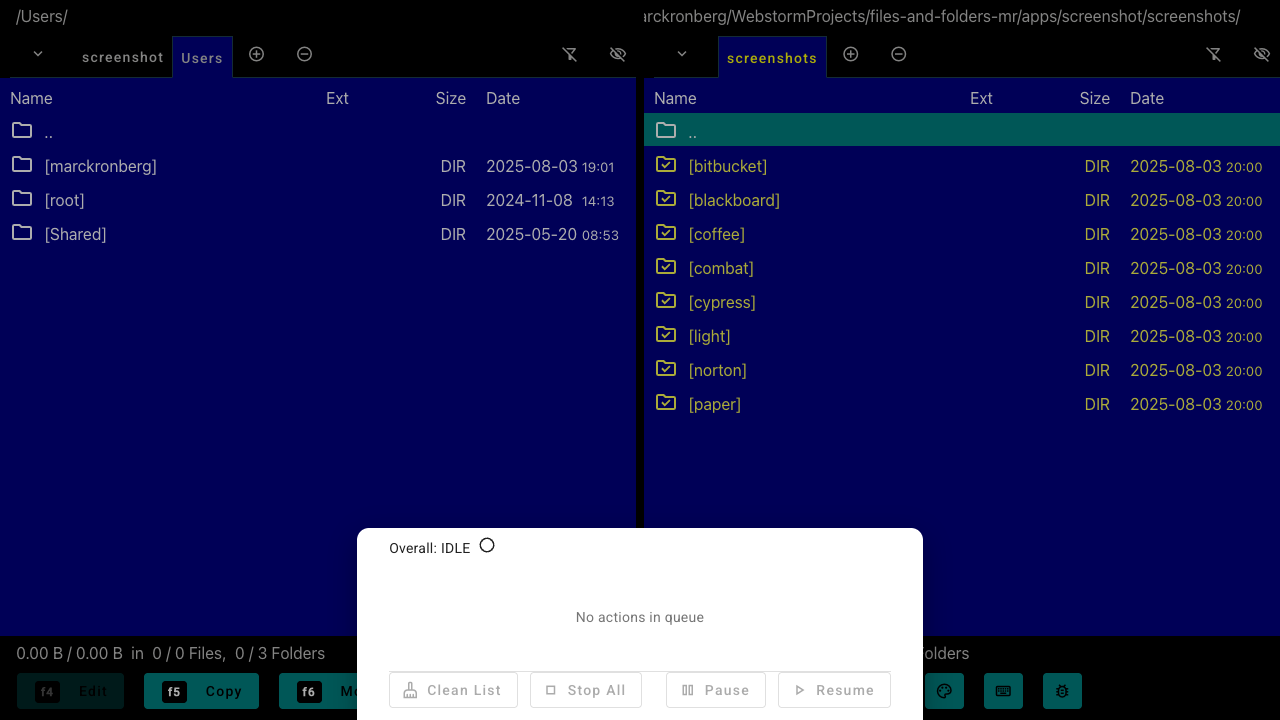 /Users/
screenshot Users
Name Ext Size Date
..
[marckronberg] DIR 2025-08-03 19:01
[root] DIR 2024-11-08 14:13
[Shared] DIR 2025-05-20 08:53
0.00 B / 0.00 B in 0 / 0 Files, 0 / 3 Folders
f4 Edit f5 Copy f6
arckronberg/WebstormProjects/files-and-folders-mr/apps/screenshot/screenshots/
screenshots
Name Ext Size Date
..
[bitbucket] DIR 2025-08-03 20:00
[blackboard] DIR 2025-08-03 20:00
[coffee] DIR 2025-08-03 20:00
[combat] DIR 2025-08-03 20:00
[cypress] DIR 2025-08-03 20:00
[light] DIR 2025-08-03 20:00
[norton] DIR 2025-08-03 20:00
[paper] DIR 2025-08-03 20:00
olders
Overall: IDLE
No actions in queue
Clean List Stop All Pause Resume